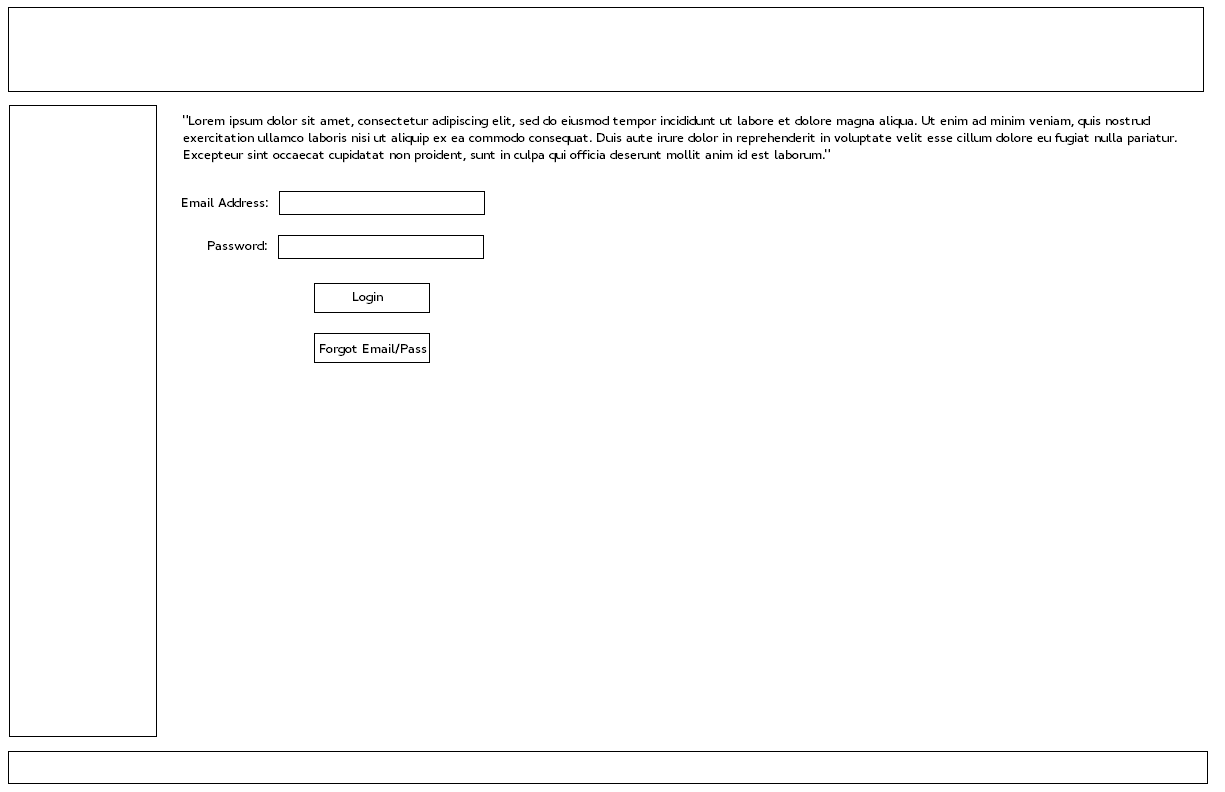 "Lorem ipsum dolor sit amet, consectetur adipiscing elit, sed do eiusmod tempor incididunt ut labore et dolore magna aliqua. Ut enim ad minim veniam, quis nostrud
exercitation ullamco laboris nisi ut aliquip ex ea commodo consequat. Duis aute irure dolor in reprehenderit in voluptate velit esse cillum dolore eu fugiat nulla pariatur.
Excepteur sint occaecat cupidatat non proident, sunt in culpa qui officia deserunt mollit anim id est laborum."
Email Address:
Password:
Login
Forgot Email/Pass